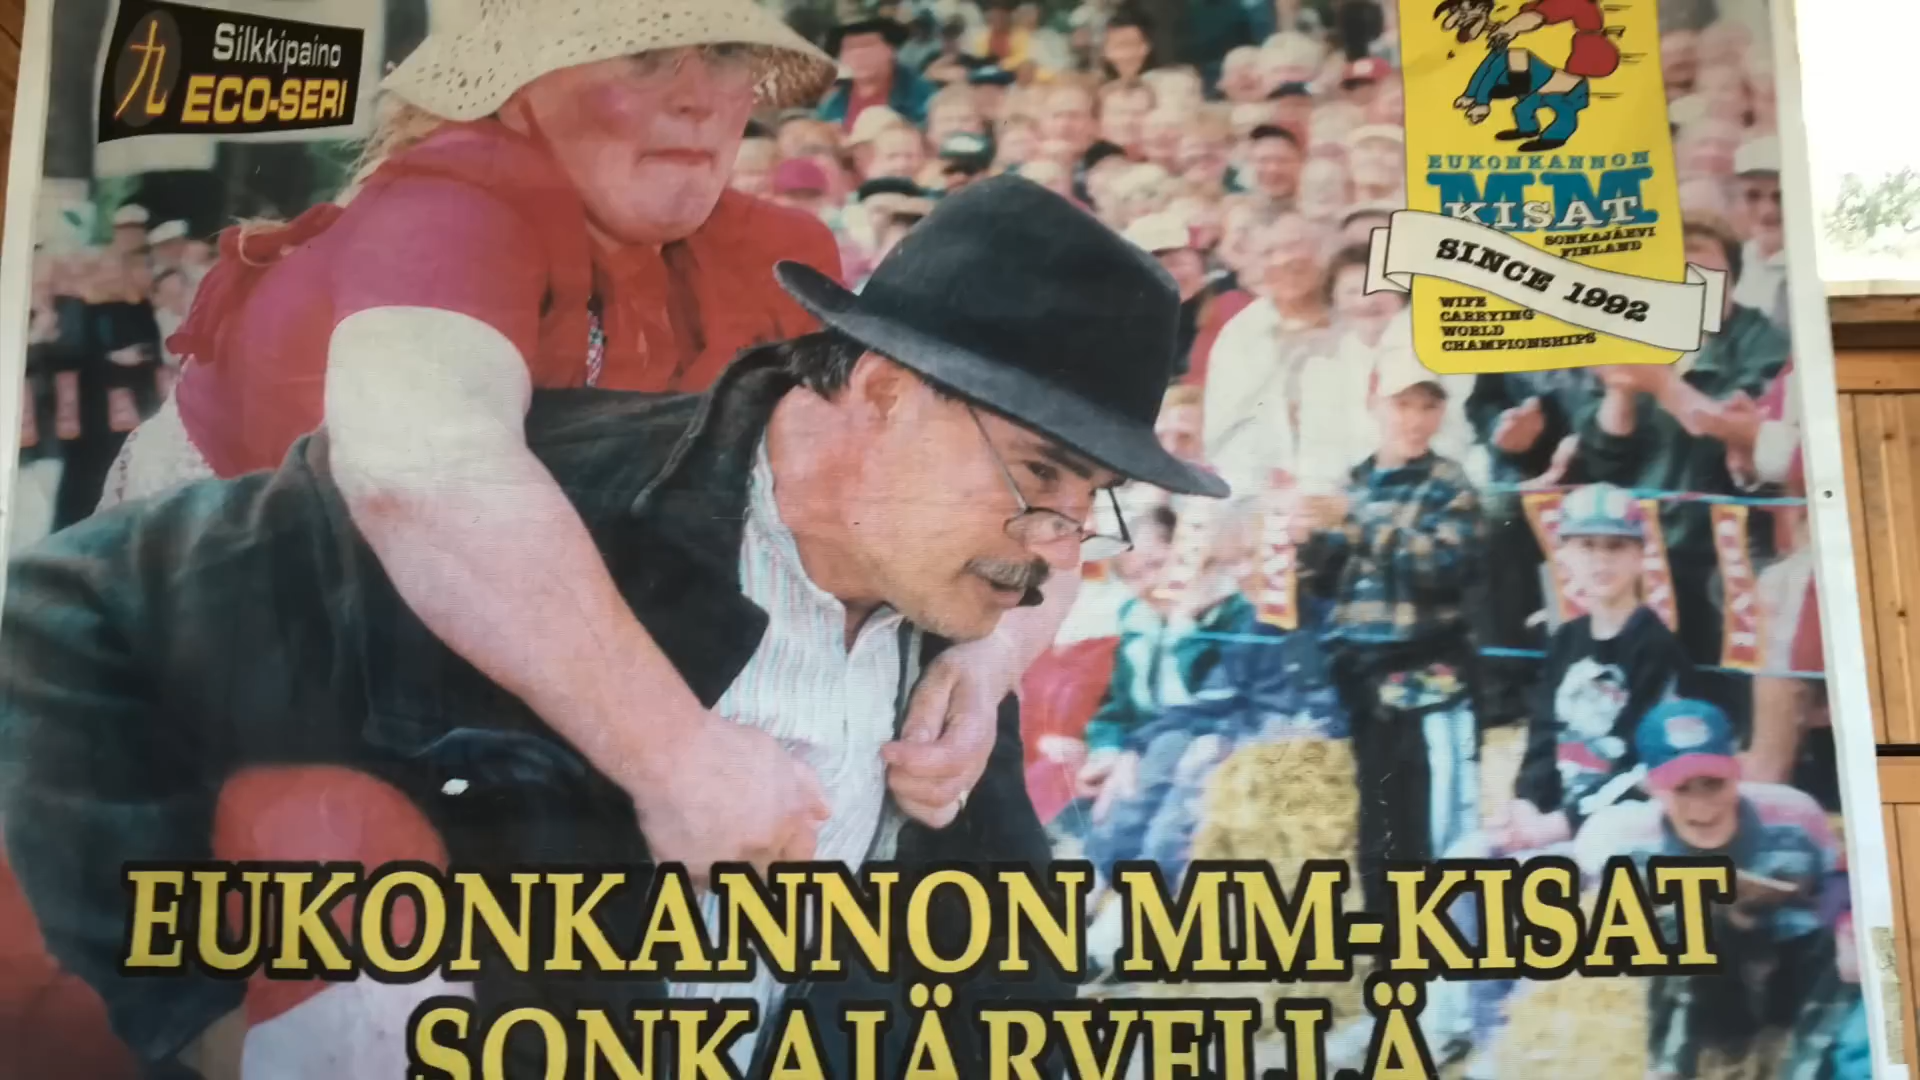 Silkkipaino
ECO-SERI
EUKONKANNON
MM
KISAT
SONKAJÄRVI
FINLAND
SINCE 1992
WIFE
CARRYING
WORLD
CHAMPIONSHIPS
EUKONKANNON MM-KISAT
SONKAJÄRVELLÄ